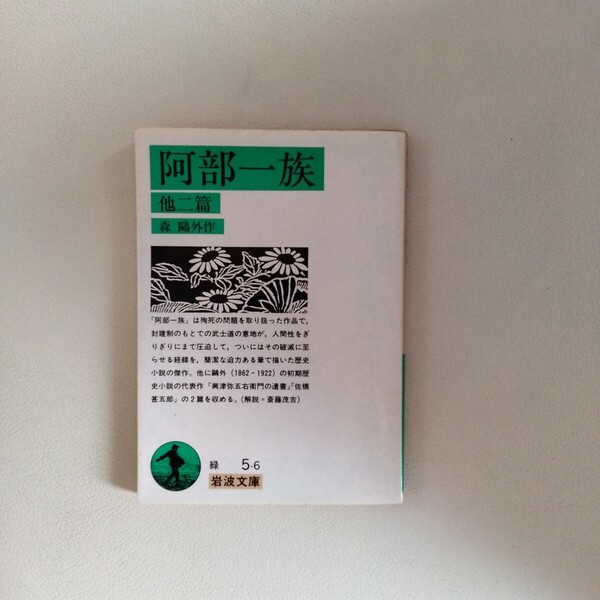 阿部一族
他二篇
森 鷗外作
「阿部一族」は殉死の問題を取り扱った作品で，
封建制のもとでの武士道の意地が，人間性をぎ
りぎりにまで圧迫して，ついにはその破滅に至
らせる経緯を，簡潔な迫力ある筆で描いた歴史
小説の傑作。他に鷗外（1862～1922）の初期歴
史小説の代表作「興津弥五右衛門の遺書」「佐橋
甚五郎」の2篇を収める。（解説＝斎藤茂吉）
緑 5-6
岩波文庫